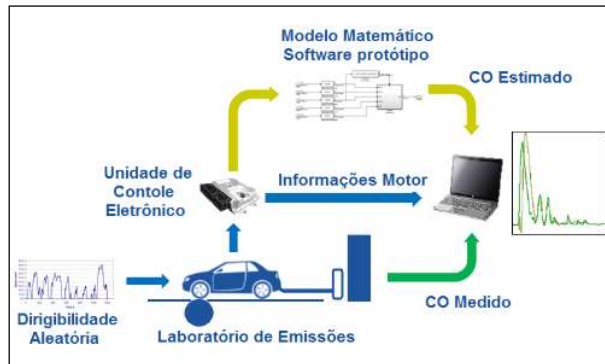 Modelo Matemático
Software protótipo
CO Estimado
Unidade de
Contole
Eletrônico
Informações Motor
CO Medido
Dirigibilidade
Aleatória
Laboratório de Emissões